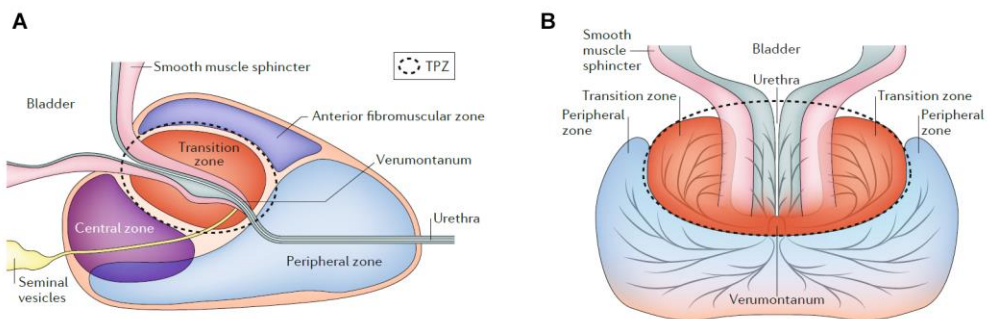 A
Smooth muscle sphincter
TPZ
Bladder
Anterior fibromuscular zone
Transition
zone
Verumontanum
Central zone
Urethra
Peripheral zone
Seminal
vesicles
B
Smooth
muscle
sphincter
Bladder
Urethra
Transition zone
Transition zone
Peripheral
zone
Peripheral
zone
Verumontanum